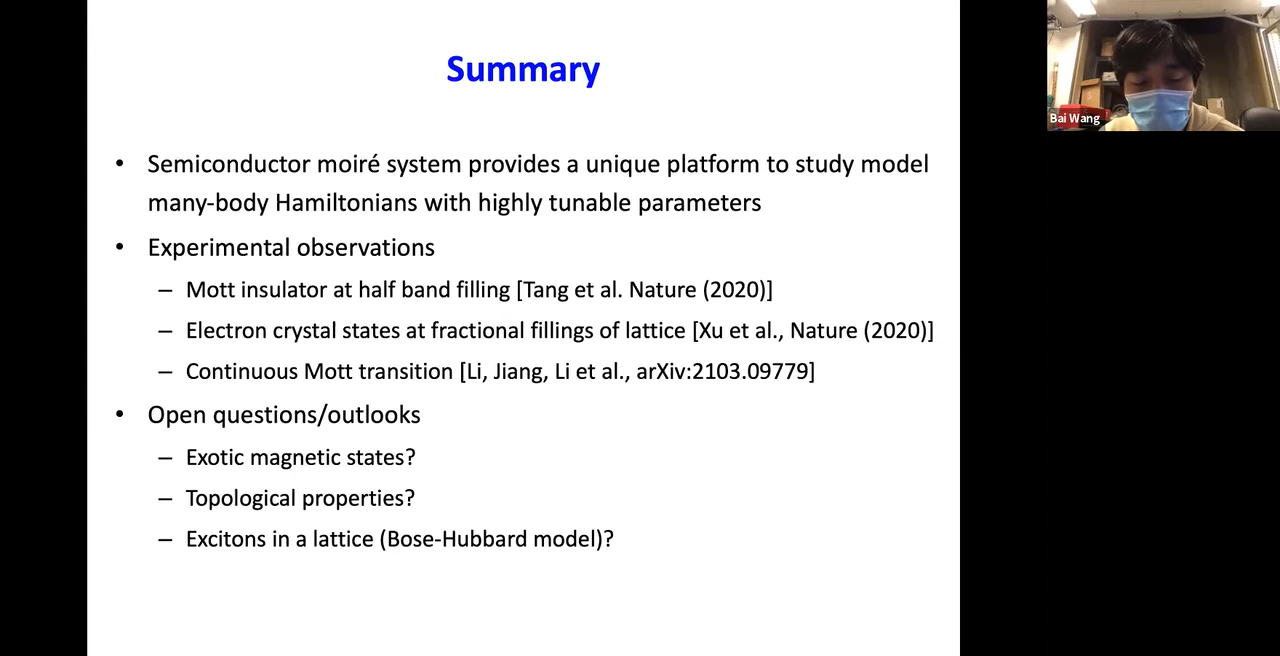 Summary
• Semiconductor moiré system provides a unique platform to study model
many-body Hamiltonians with highly tunable parameters
• Experimental observations
– Mott insulator at half band filling [Tang et al. Nature (2020)]
– Electron crystal states at fractional fillings of lattice [Xu et al., Nature (2020)]
– Continuous Mott transition [Li, Jiang, Li et al., arXiv:2103.09779]
• Open questions/outlooks
– Exotic magnetic states?
– Topological properties?
– Excitons in a lattice (Bose-Hubbard model)?
Bai Wang